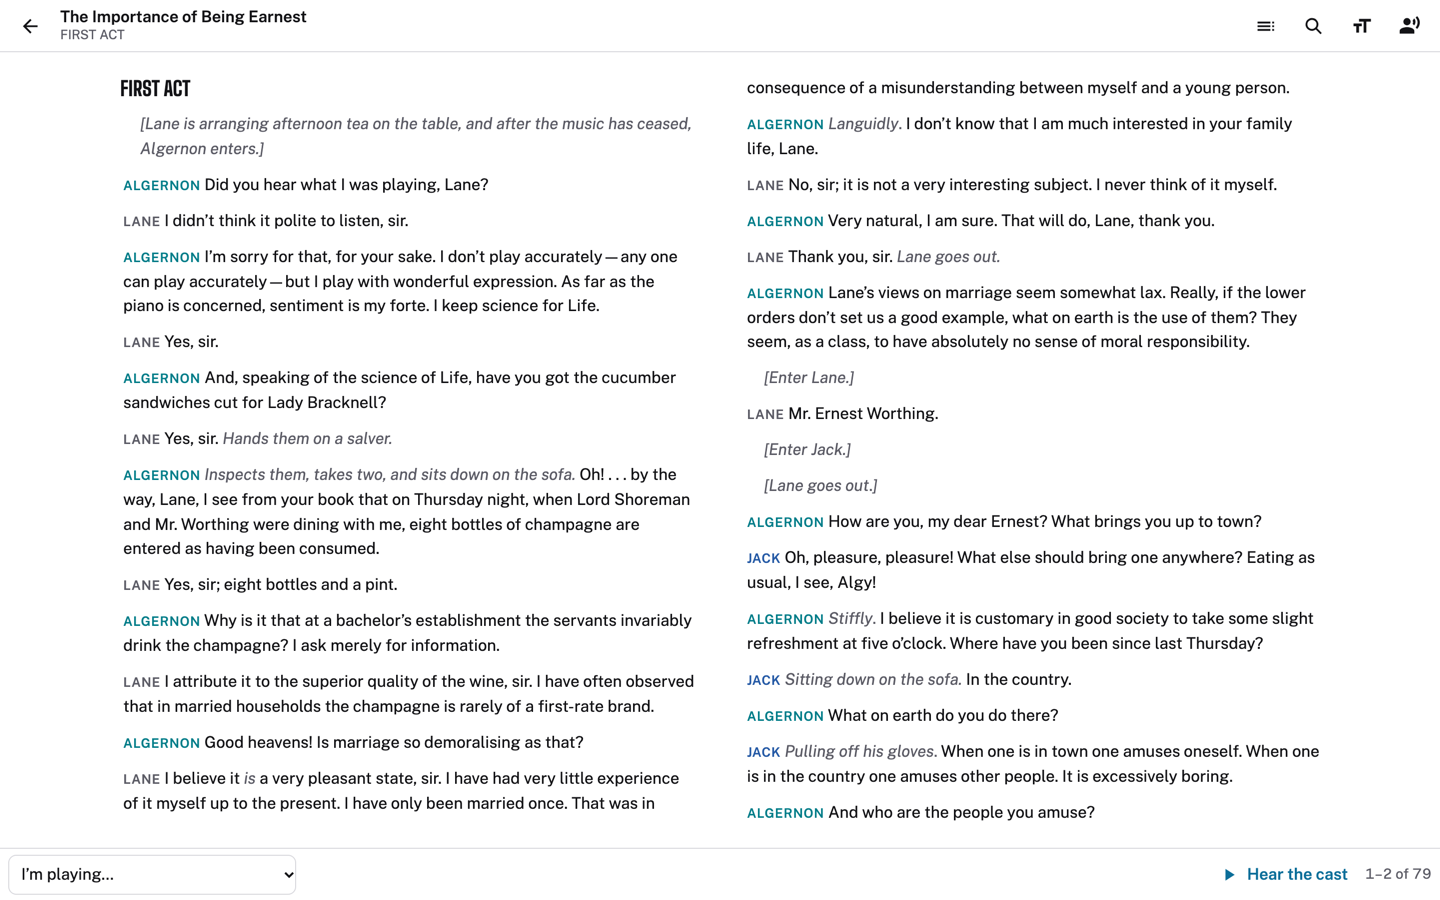 The Importance of Being Earnest
FIRST ACT
FIRST ACT
[Lane is arranging afternoon tea on the table, and after the music has ceased,
Algernon enters.]
ALGERNON Did you hear what I was playing, Lane?
LANE I didn’t think it polite to listen, sir.
ALGERNON I’m sorry for that, for your sake. I don’t play accurately—any one
can play accurately—but I play with wonderful expression. As far as the
piano is concerned, sentiment is my forte. I keep science for Life.
LANE Yes, sir.
ALGERNON And, speaking of the science of Life, have you got the cucumber
sandwiches cut for Lady Bracknell?
LANE Yes, sir. Hands them on a salver.
ALGERNON Inspects them, takes two, and sits down on the sofa. Oh! . . . by the
way, Lane, I see from your book that on Thursday night, when Lord Shoreman
and Mr. Worthing were dining with me, eight bottles of champagne are
entered as having been consumed.
LANE Yes, sir; eight bottles and a pint.
ALGERNON Why is it that at a bachelor’s establishment the servants invariably
drink the champagne? I ask merely for information.
LANE I attribute it to the superior quality of the wine, sir. I have often observed
that in married households the champagne is rarely of a first-rate brand.
ALGERNON Good heavens! Is marriage so demoralising as that?
LANE I believe it is a very pleasant state, sir. I have had very little experience
of it myself up to the present. I have only been married once. That was in
consequence of a misunderstanding between myself and a young person.
ALGERNON Languidly. I don’t know that I am much interested in your family
life, Lane.
LANE No, sir; it is not a very interesting subject. I never think of it myself.
ALGERNON Very natural, I am sure. That will do, Lane, thank you.
LANE Thank you, sir. Lane goes out.
ALGERNON Lane’s views on marriage seem somewhat lax. Really, if the lower
orders don’t set us a good example, what on earth is the use of them? They
seem, as a class, to have absolutely no sense of moral responsibility.
[Enter Lane.]
LANE Mr. Ernest Worthing.
[Enter Jack.]
[Lane goes out.]
ALGERNON How are you, my dear Ernest? What brings you up to town?
JACK Oh, pleasure, pleasure! What else should bring one anywhere? Eating as
usual, I see, Algy!
ALGERNON Stiffly. I believe it is customary in good society to take some slight
refreshment at five o’clock. Where have you been since last Thursday?
JACK Sitting down on the sofa. In the country.
ALGERNON What on earth do you do there?
JACK Pulling off his gloves. When one is in town one amuses oneself. When one
is in the country one amuses other people. It is excessively boring.
ALGERNON And who are the people you amuse?
I’m playing...
Hear the cast
1–2 of 79